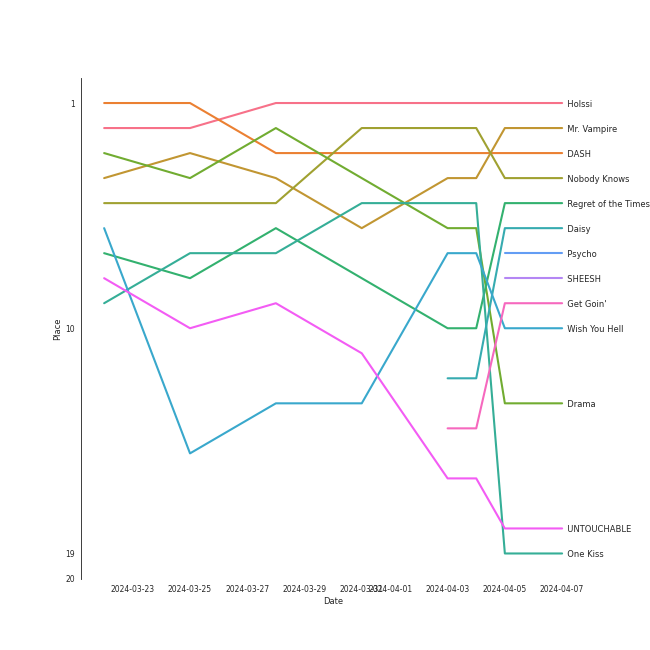 1
Holssi
Mr. Vampire
DASH
Nobody Knows
Regret of the Times
Daisy
Psycho
SHEESH
Get Goin'
Place
10
Wish You Hell
Drama
UNTOUCHABLE
19
One Kiss
20
2024-03-23 2024-03-25 2024-03-27 2024-03-29 2024-03-31 2024-04-01 2024-04-03 2024-04-05 2024-04-07
Date